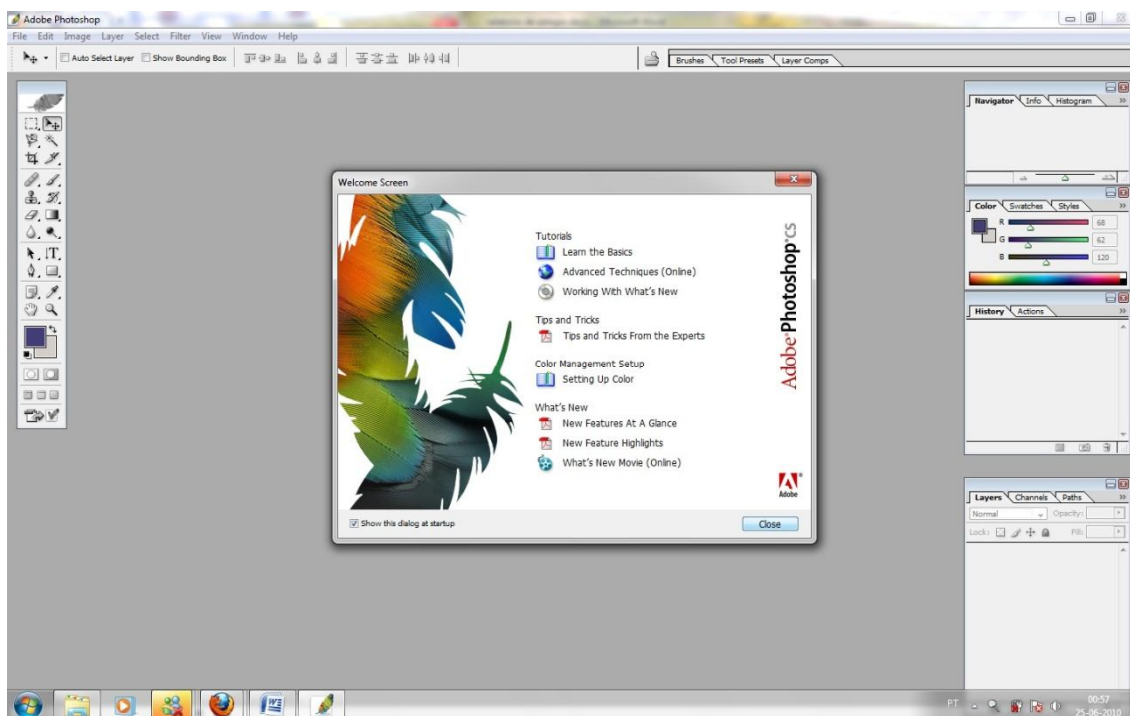 Adobe Photoshop
File Edit Image Layer Select Filter View Window Help
Auto Select Layer Show Bounding Box
Brushes Tool Presets Layer Comps
Navigator Info Histogram
Color Swatches Styles
R 68
G 62
B 120
History Actions
Layers Channels Paths
Normal Opacity:
Lock: Fill:
Welcome Screen
Tutorials
Learn the Basics
Advanced Techniques (Online)
Working With What's New
Tips and Tricks
Tips and Tricks From the Experts
Color Management Setup
Setting Up Color
What's New
New Features At A Glance
New Feature Highlights
What's New Movie (Online)
Adobe Photoshop CS
Adobe
Show this dialog at startup
Close
PT
00:57
25-06-2010